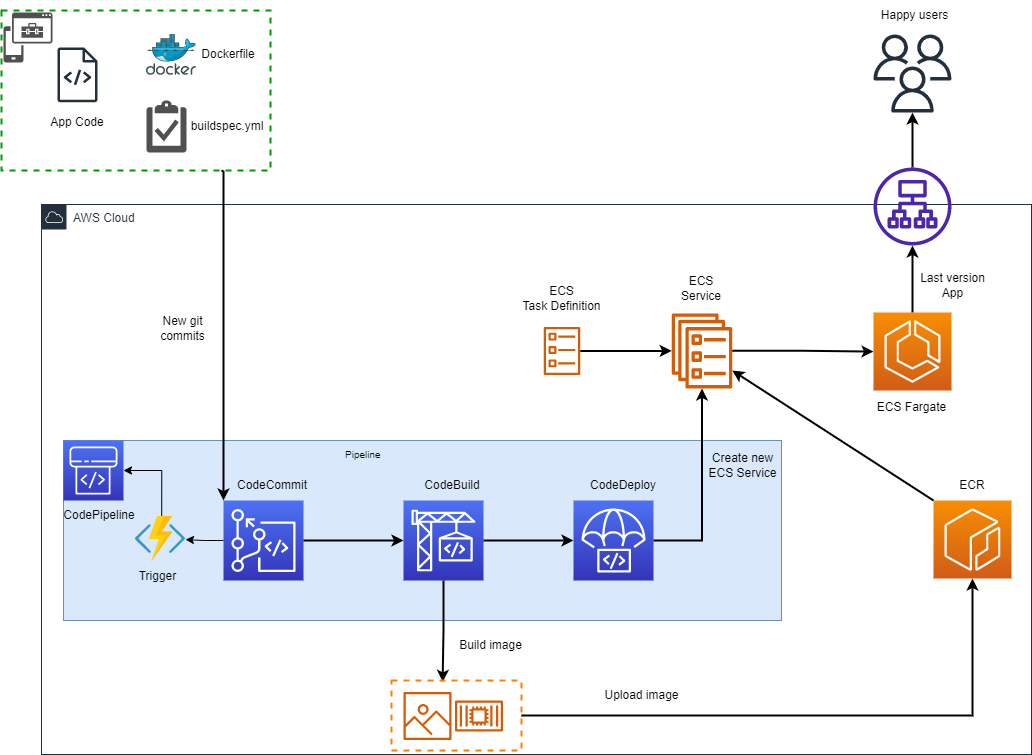 Happy users
Dockerfile
docker
App Code
buildspec.yml
AWS Cloud
Last version
App
ECS
Task Definition
ECS
Service
New git
commits
ECS Fargate
Pipeline
Create new
ECS Service
CodeCommit
CodeBuild
CodeDeploy
ECR
CodePipeline
Trigger
Build image
Upload image